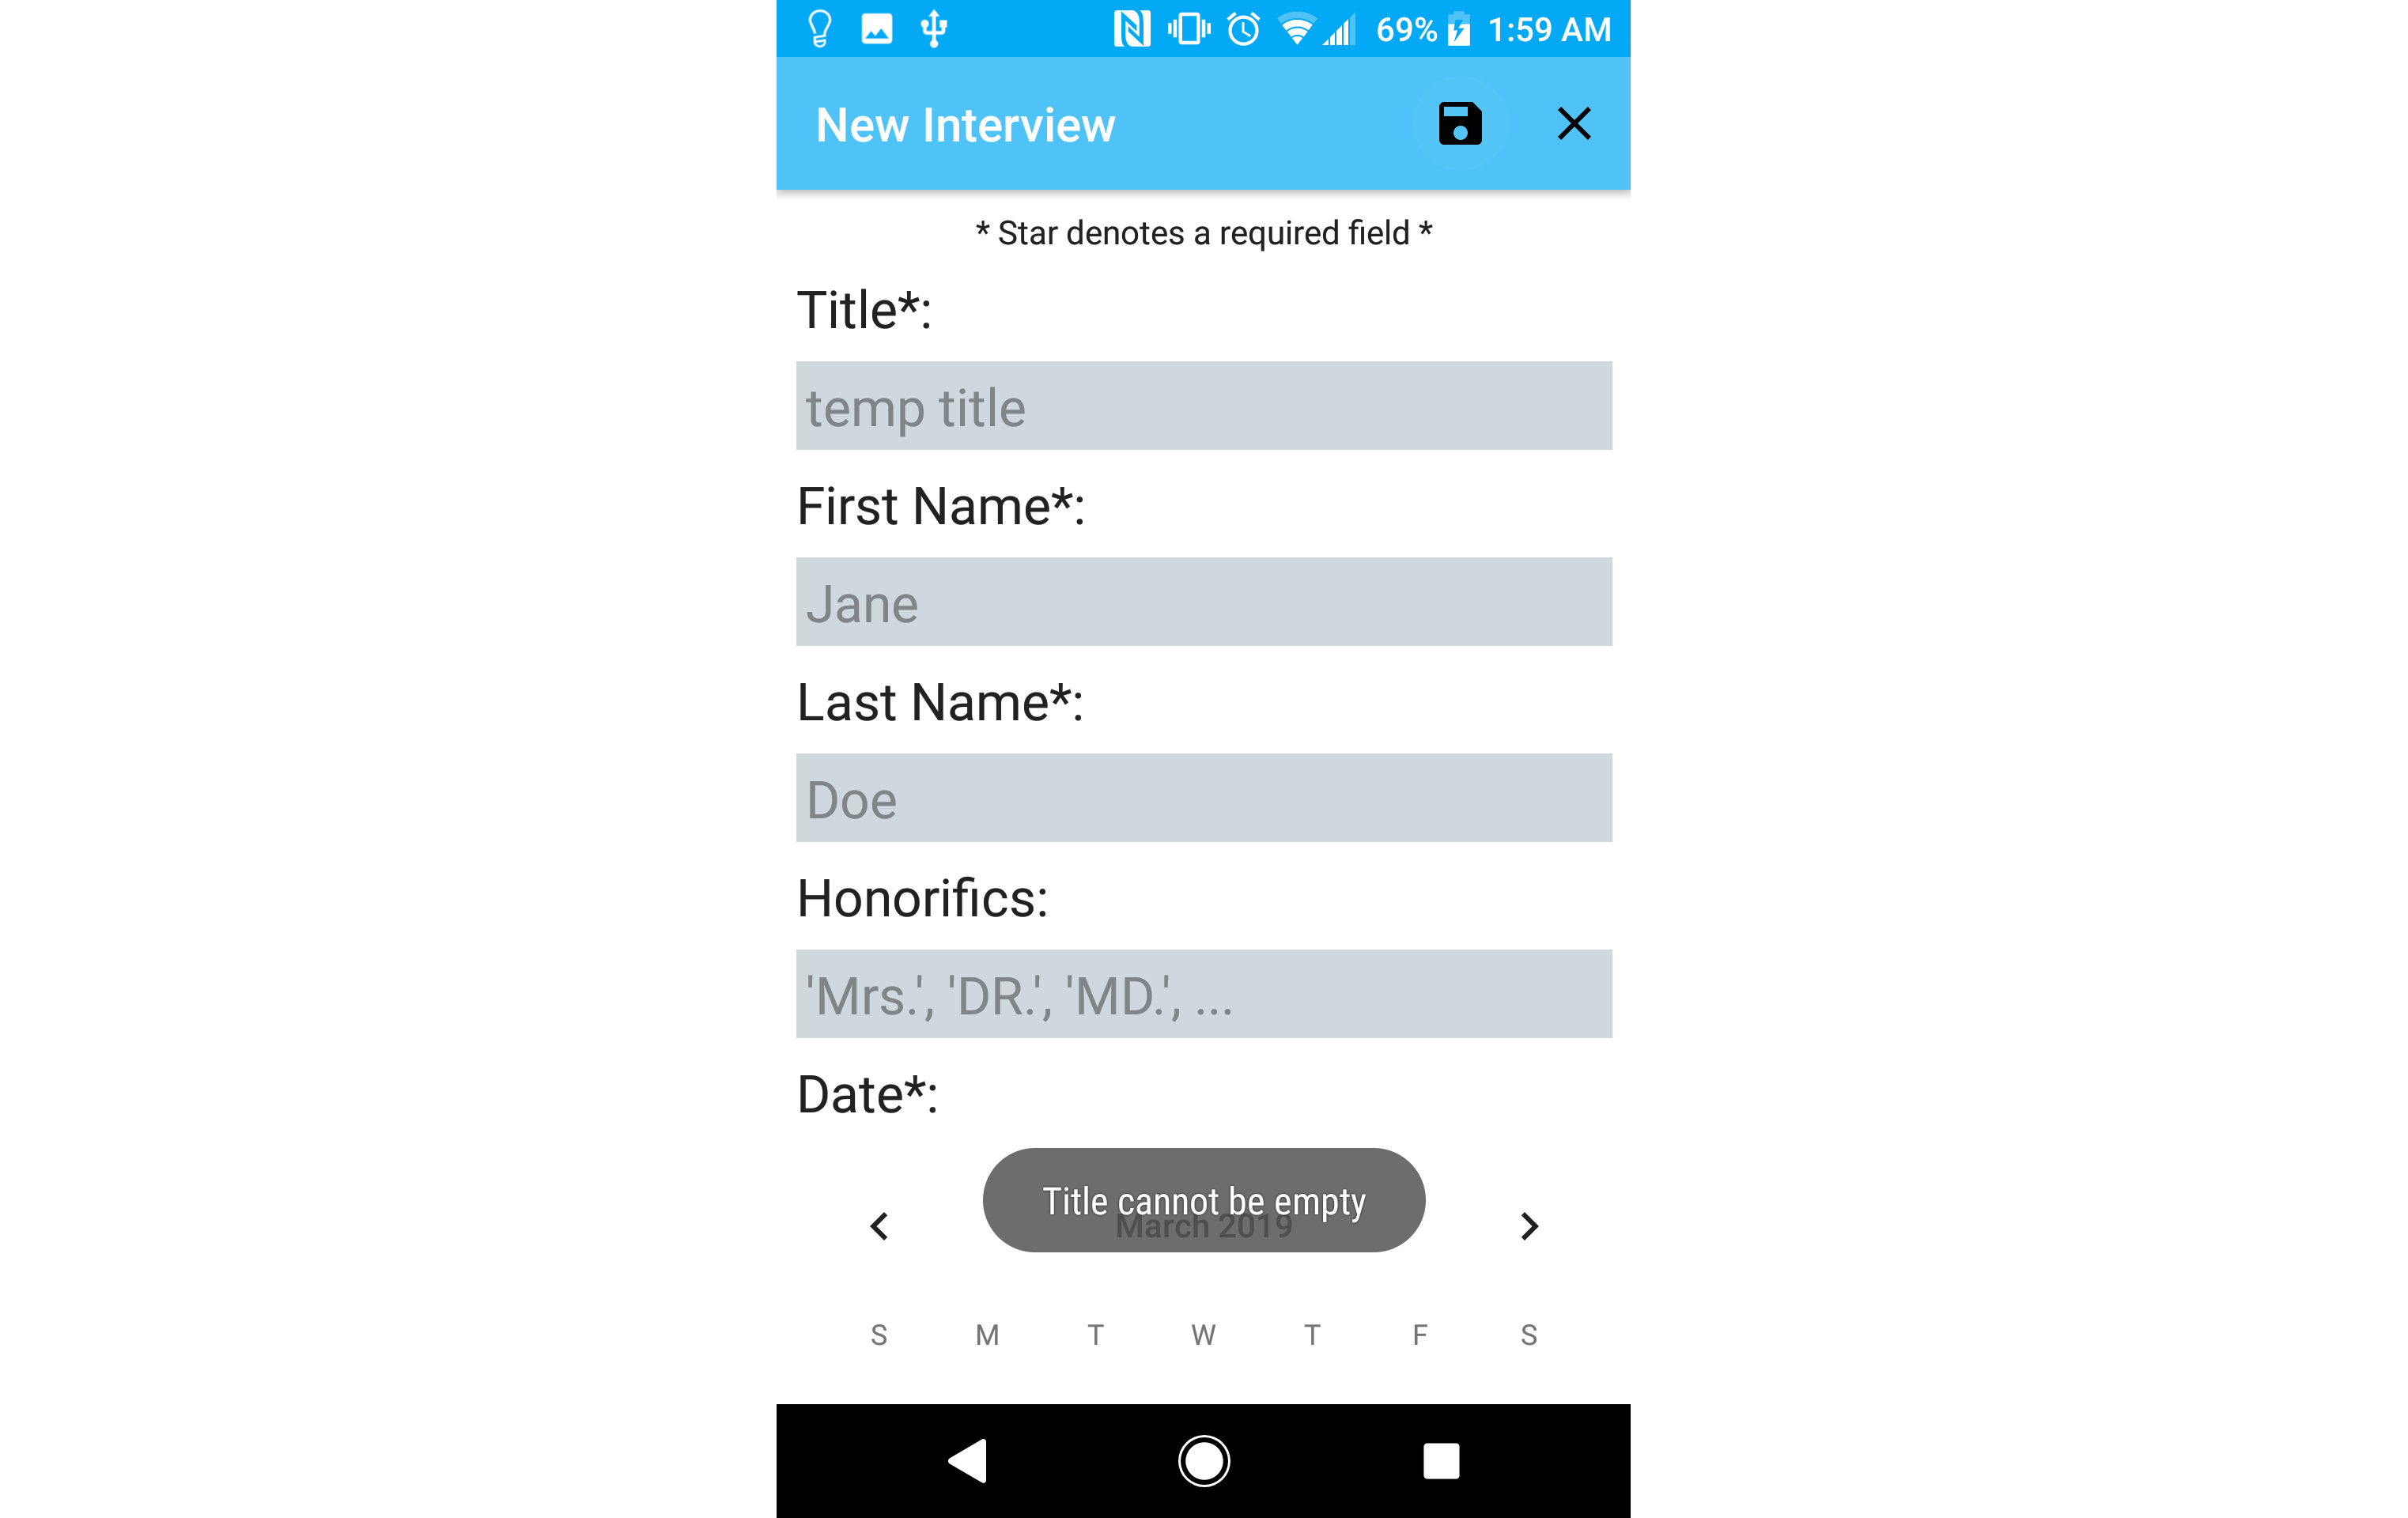 69% 1:59 AM
New Interview
* Star denotes a required field *
Title*:
temp title
First Name*:
Jane
Last Name*:
Doe
Honorifics:
'Mrs.', 'DR.', 'MD.', ...
Date*:
Title cannot be empty
March 2019
S M T W T F S